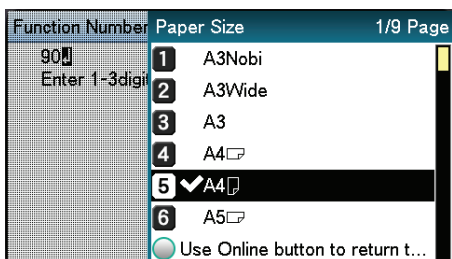 Function Number
90
Enter 1-3digi
Paper Size 1/9 Page
1 A3Nobi
2 A3Wide
3 A3
4 A4
5 A4
6 A5
Use Online button to return t...